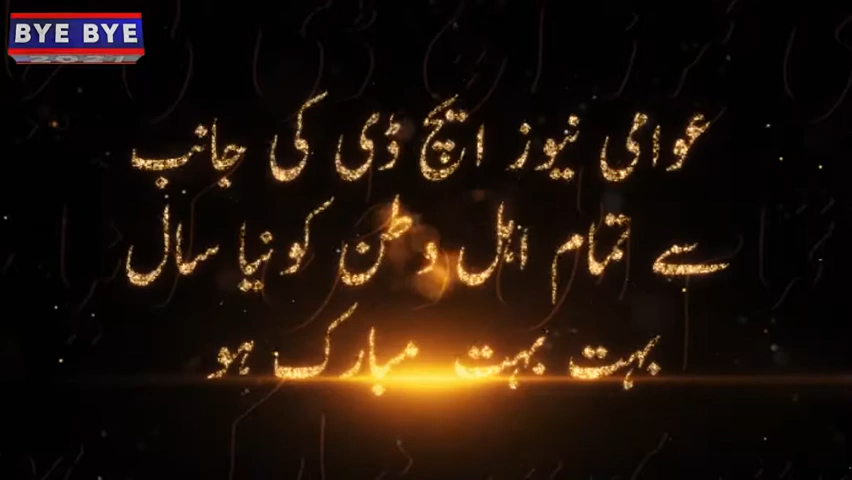 BYE BYE
2021
عوامی نیوز ایچ ڈی کی جانب
سے تمام اہل وطن کو نیا سال
بہت بہت مبارک ہو